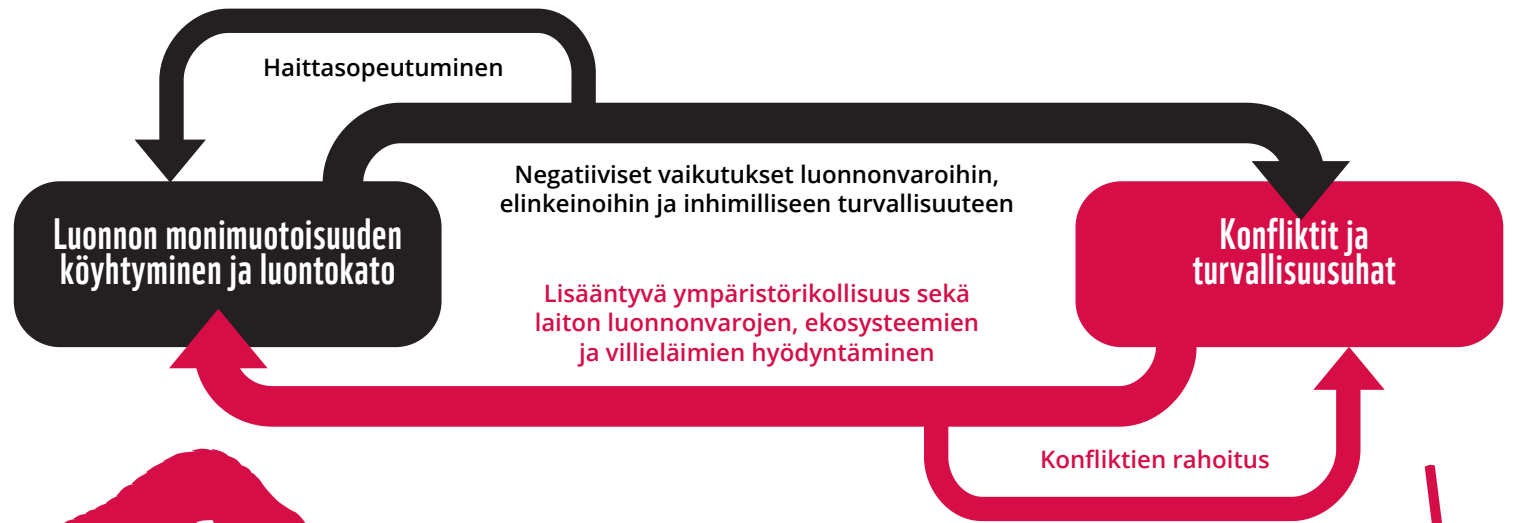 Haittasopeutuminen
Negatiiviset vaikutukset luonnonvaroihin,
elinkeinoihin ja inhimilliseen turvallisuuteen
Luonnon monimuotoisuuden
köyhtyminen ja luontokato
Konfliktit ja
turvallisuusuhat
Lisääntyvä ympäristörikollisuus sekä
laiton luonnonvarojen, ekosysteemien
ja villieläimien hyödyntäminen
Konfliktien rahoitus